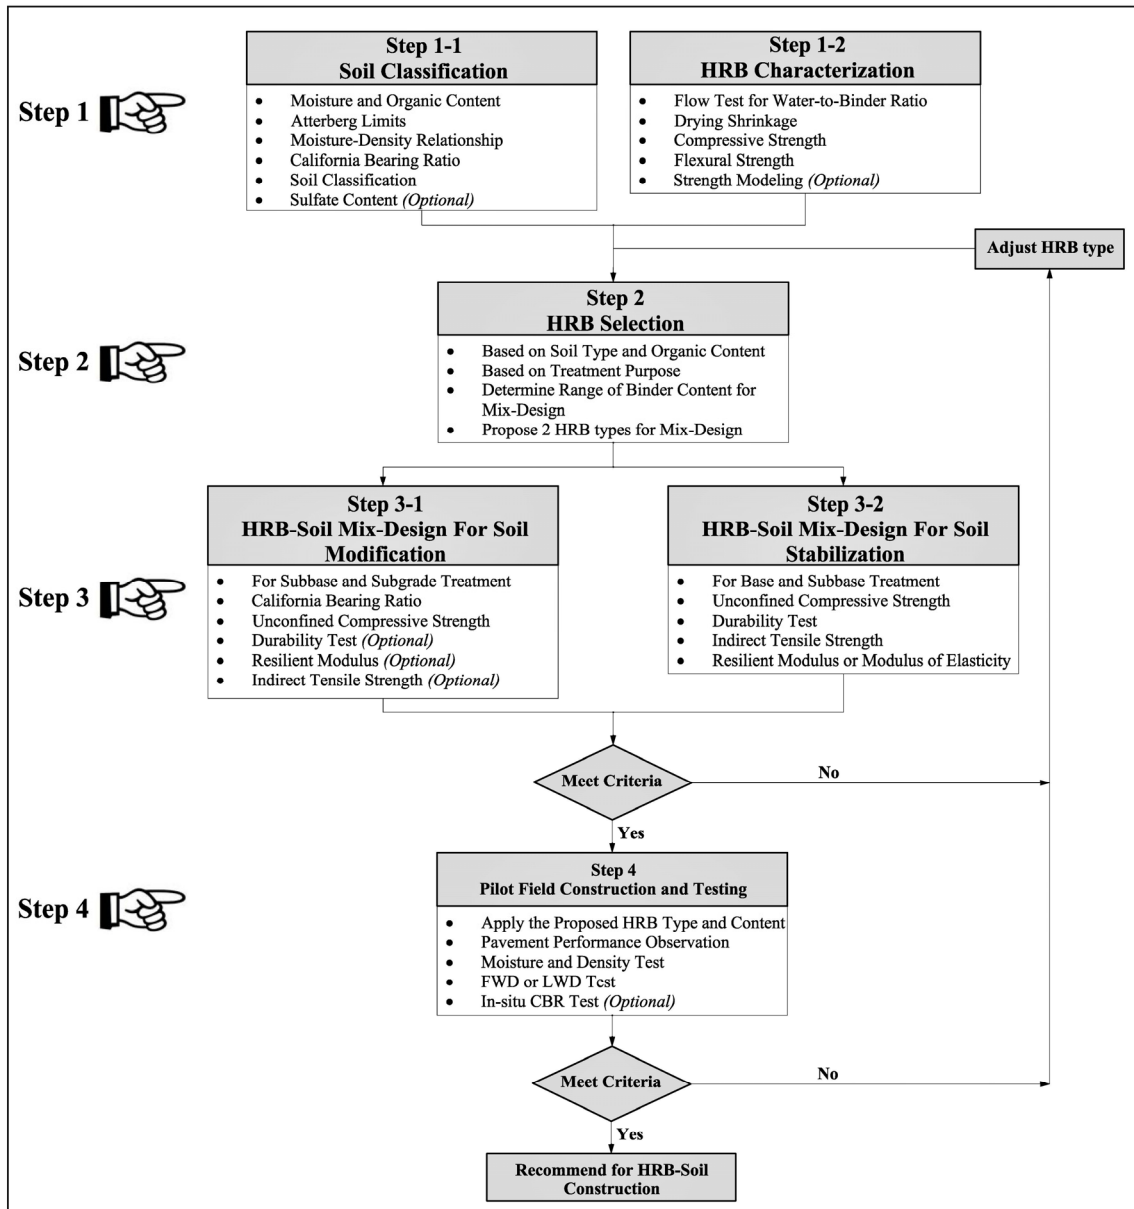 Step 1
Step 1-1
Soil Classification
• Moisture and Organic Content
• Atterberg Limits
• Moisture-Density Relationship
• California Bearing Ratio
• Soil Classification
• Sulfate Content (Optional)
Step 1-2
HRB Characterization
• Flow Test for Water-to-Binder Ratio
• Drying Shrinkage
• Compressive Strength
• Flexural Strength
• Strength Modeling (Optional)
Adjust HRB type
Step 2
Step 2
HRB Selection
• Based on Soil Type and Organic Content
• Based on Treatment Purpose
• Determine Range of Binder Content for
Mix-Design
• Propose 2 HRB types for Mix-Design
Step 3
Step 3-1
HRB-Soil Mix-Design For Soil
Modification
• For Subbase and Subgrade Treatment
• California Bearing Ratio
• Unconfined Compressive Strength
• Durability Test (Optional)
• Resilient Modulus (Optional)
• Indirect Tensile Strength (Optional)
Step 3-2
HRB-Soil Mix-Design For Soil
Stabilization
• For Base and Subbase Treatment
• Unconfined Compressive Strength
• Durability Test
• Indirect Tensile Strength
• Resilient Modulus or Modulus of Elasticity
Meet Criteria
No
Yes
Step 4
Step 4
Pilot Field Construction and Testing
• Apply the Proposed HRB Type and Content
• Pavement Performance Observation
• Moisture and Density Test
• FWD or LWD Test
• In-situ CBR Test (Optional)
Meet Criteria
No
Yes
Recommend for HRB-Soil
Construction